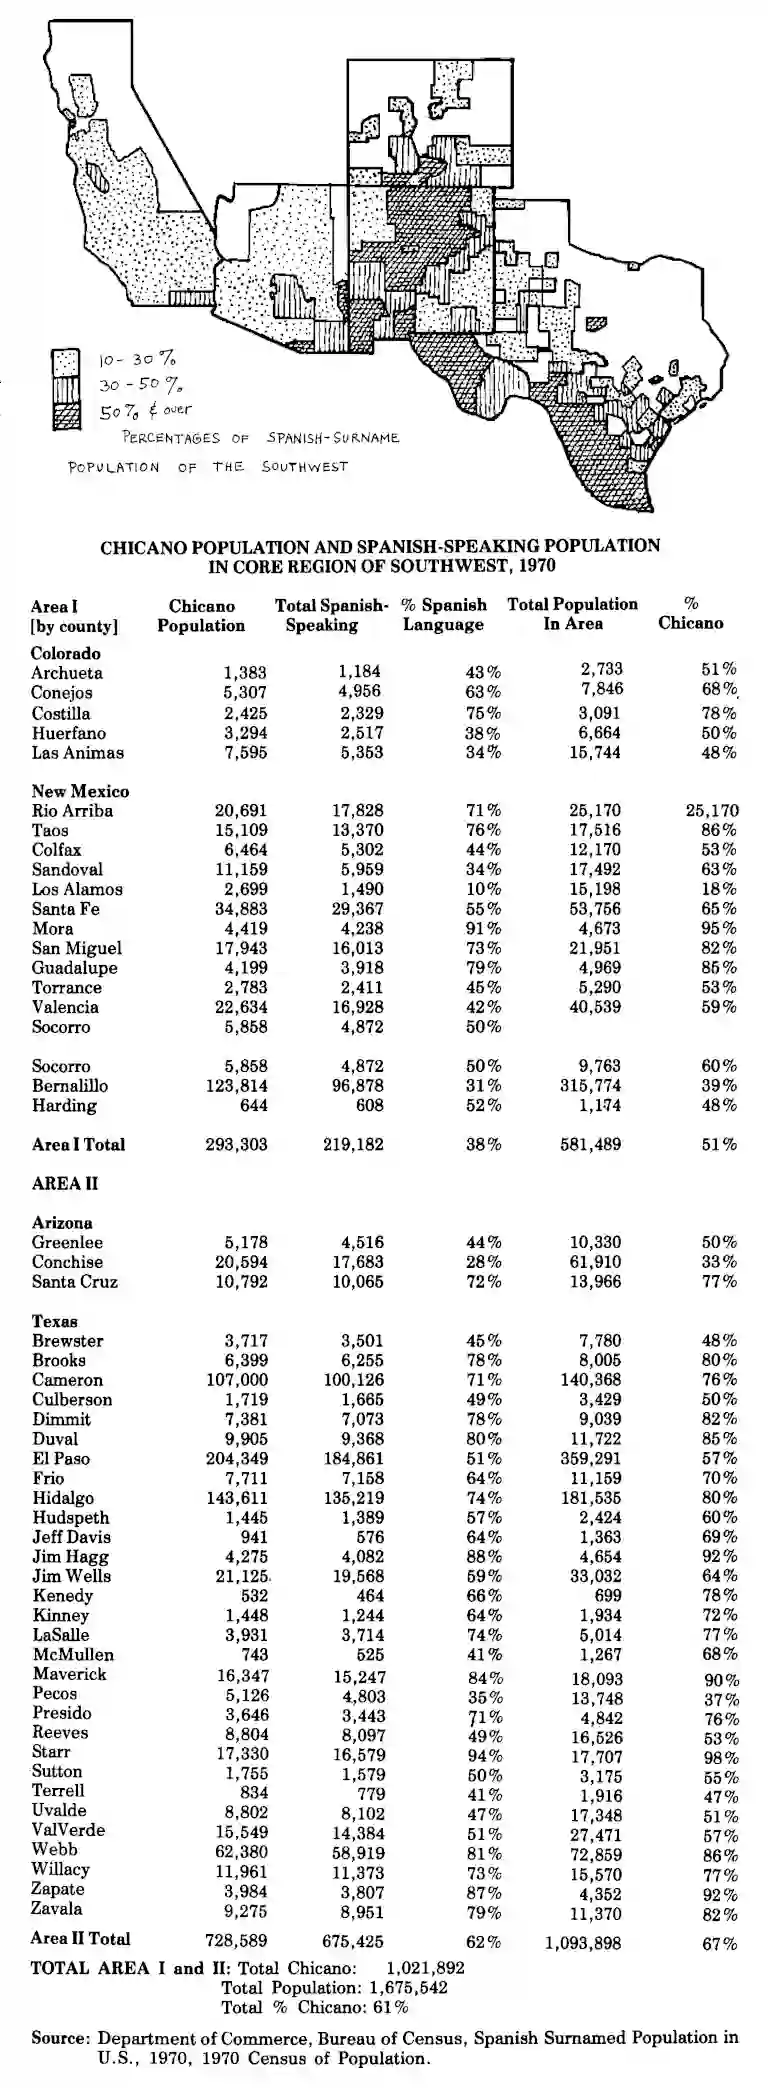 10-30%
30-50%
50% & over
PERCENTAGES OF SPANISH-SURNAME
POPULATION OF THE SOUTHWEST
CHICANO POPULATION AND SPANISH-SPEAKING POPULATION
IN CORE REGION OF SOUTHWEST, 1970
Area I Chicano Total Spanish- % Spanish Total Population %
[by county] Population Speaking Language In Area Chicano
Colorado
Archueta 1,383 1,184 43% 2,733 51%
Conejos 5,307 4,956 63% 7,846 68%
Costilla 2,425 2,329 75% 3,091 78%
Huerfano 3,294 2,517 38% 6,664 50%
Las Animas 7,595 5,353 34% 15,744 48%
New Mexico
Rio Arriba 20,691 17,828 71% 25,170 25,170
Taos 15,109 13,370 76% 17,516 86%
Colfax 6,464 5,302 44% 12,170 53%
Sandoval 11,159 5,959 34% 17,492 63%
Los Alamos 2,699 1,490 10% 15,198 18%
Santa Fe 34,883 29,367 55% 53,756 65%
Mora 4,419 4,238 91% 4,673 95%
San Miguel 17,943 16,013 73% 21,951 82%
Guadalupe 4,199 3,918 79% 4,969 85%
Torrance 2,783 2,411 45% 5,290 53%
Valencia 22,634 16,928 42% 40,539 59%
Socorro 5,858 4,872 50%
Socorro 5,858 4,872 50% 9,763 60%
Bernalillo 123,814 96,878 31% 315,774 39%
Harding 644 608 52% 1,174 48%
Area I Total 293,303 219,182 38% 581,489 51%
AREA II
Arizona
Greenlee 5,178 4,516 44% 10,330 50%
Conchise 20,594 17,683 28% 61,910 33%
Santa Cruz 10,792 10,065 72% 13,966 77%
Texas
Brewster 3,717 3,501 45% 7,780 48%
Brooks 6,399 6,255 78% 8,005 80%
Cameron 107,000 100,126 71% 140,368 76%
Culberson 1,719 1,665 49% 3,429 50%
Dimmit 7,381 7,073 78% 9,039 82%
Duval 9,905 9,368 80% 11,722 85%
El Paso 204,349 184,861 51% 359,291 57%
Frio 7,711 7,158 64% 11,159 70%
Hidalgo 143,611 135,219 74% 181,535 80%
Hudspeth 1,445 1,389 57% 2,424 60%
Jeff Davis 941 576 64% 1,363 69%
Jim Hagg 4,275 4,082 88% 4,654 92%
Jim Wells 21,125 19,568 59% 33,032 64%
Kenedy 532 464 66% 699 78%
Kinney 1,448 1,244 64% 1,934 72%
LaSalle 3,931 3,714 74% 5,014 77%
McMullen 743 525 41% 1,267 68%
Maverick 16,347 15,247 84% 18,093 90%
Pecos 5,126 4,803 35% 13,748 37%
Presido 3,646 3,443 71% 4,842 76%
Reeves 8,804 8,097 49% 16,526 53%
Starr 17,330 16,579 94% 17,707 98%
Sutton 1,755 1,579 50% 3,175 55%
Terrell 834 779 41% 1,916 47%
Uvalde 8,802 8,102 47% 17,348 51%
ValVerde 15,549 14,384 51% 27,471 57%
Webb 62,380 58,919 81% 72,859 86%
Willacy 11,961 11,373 73% 15,570 77%
Zapate 3,984 3,807 87% 4,352 92%
Zavala 9,275 8,951 79% 11,370 82%
Area II Total 728,589 675,425 62% 1,093,898 67%
TOTAL AREA I and II: Total Chicano: 1,021,892
Total Population: 1,675,542
Total % Chicano: 61%
Source: Department of Commerce, Bureau of Census, Spanish Surnamed Population in
U.S., 1970, 1970 Census of Population.